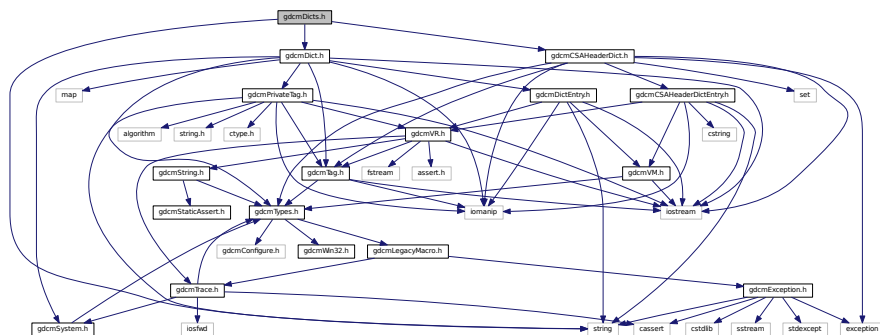 gdcmDicts.h
gdcmDict.h
gdcmCSAHeaderDict.h
map
gdcmPrivateTag.h
gdcmDictEntry.h
gdcmCSAHeaderDictEntry.h
set
algorithm
string.h
ctype.h
gdcmVR.h
cstring
gdcmString.h
gdcmTag.h
fstream
assert.h
gdcmVM.h
gdcmStaticAssert.h
gdcmTypes.h
iomanip
iostream
gdcmConfigure.h
gdcmWin32.h
gdcmLegacyMacro.h
gdcmTrace.h
gdcmException.h
gdcmSystem.h
iosfwd
string
cassert
cstdlib
sstream
stdexcept
exception